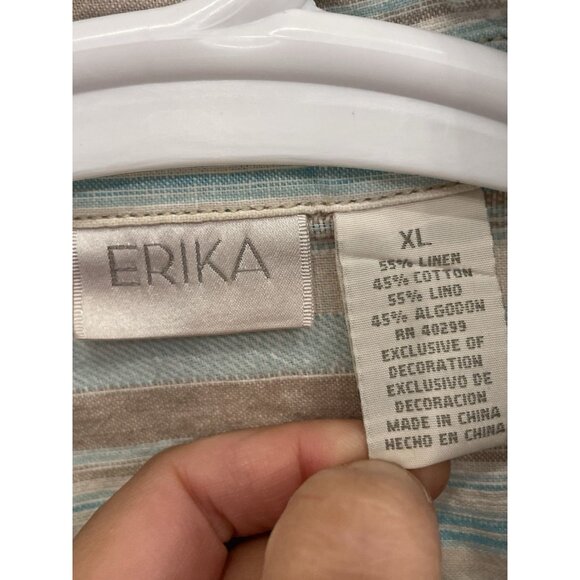 ERIKA
XL
55% LINEN
45% COTTON
55% LINO
45% ALGODON
RN 40299
EXCLUSIVE OF
DECORATION
EXCLUSIVO DE
DECORACION
MADE IN CHINA
HECHO EN CHINA